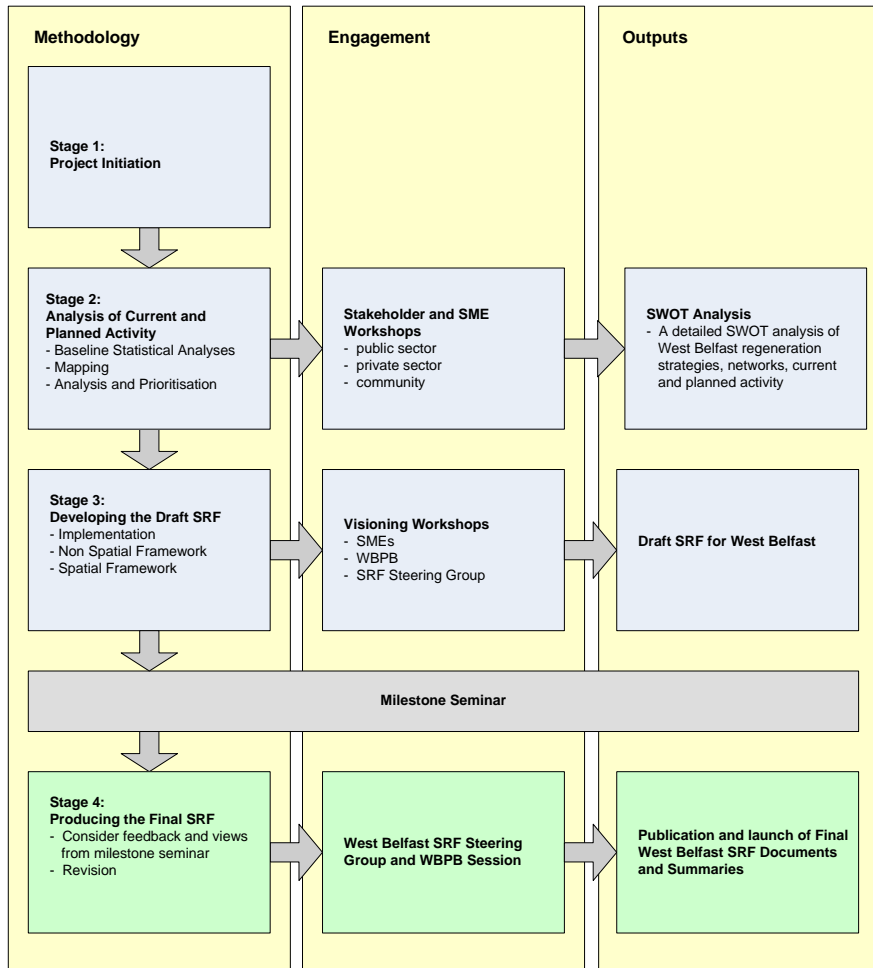 Methodology
Engagement
Outputs
Stage 1:
Project Initiation
Stage 2:
Analysis of Current and
Planned Activity
- Baseline Statistical Analyses
- Mapping
- Analysis and Prioritisation
Stakeholder and SME
Workshops
- public sector
- private sector
- community
SWOT Analysis
- A detailed SWOT analysis of
West Belfast regeneration
strategies, networks, current
and planned activity
Stage 3:
Developing the Draft SRF
- Implementation
- Non Spatial Framework
- Spatial Framework
Visioning Workshops
- SMEs
- WBPB
- SRF Steering Group
Draft SRF for West Belfast
Milestone Seminar
Stage 4:
Producing the Final SRF
- Consider feedback and views
from milestone seminar
- Revision
West Belfast SRF Steering
Group and WBPB Session
Publication and launch of Final
West Belfast SRF Documents
and Summaries